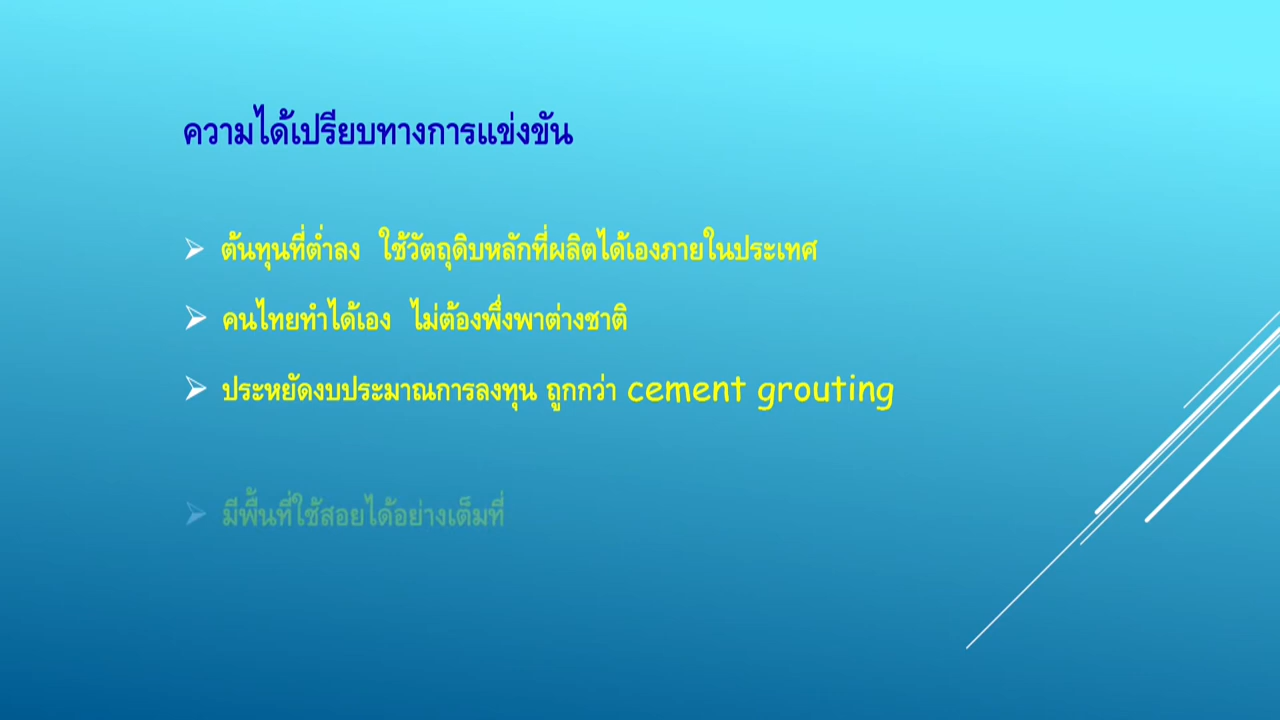 ความได้เปรียบทางการแข่งขัน
ต้นทุนที่ต่ำลง ใช้วัตถุดิบหลักที่ผลิตได้เองภายในประเทศ
คนไทยทำได้เอง ไม่ต้องพึ่งพาต่างชาติ
ประหยัดงบประมาณการลงทุน ถูกกว่า cement grouting
มีพื้นที่ใช้สอยได้อย่างเต็มที่